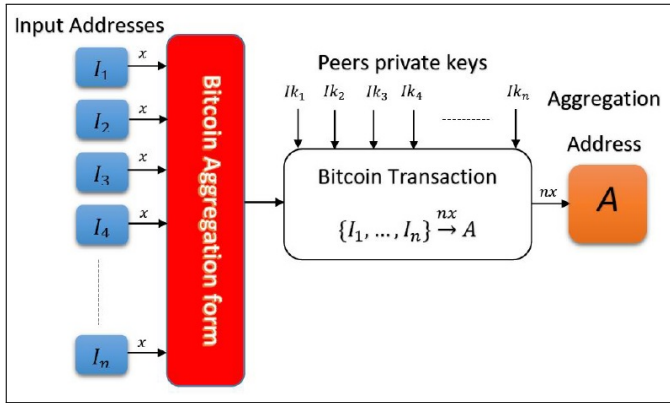 Input Addresses
I₁ x
I₂ x
I₃ x
I₄ x
Iₙ x
Bitcoin Aggregation form
Peers private keys
Ik₁ Ik₂ Ik₃ Ik₄ Ikₙ
Bitcoin Transaction
{I₁, … , Iₙ} nx→ A
nx
Aggregation
Address
A